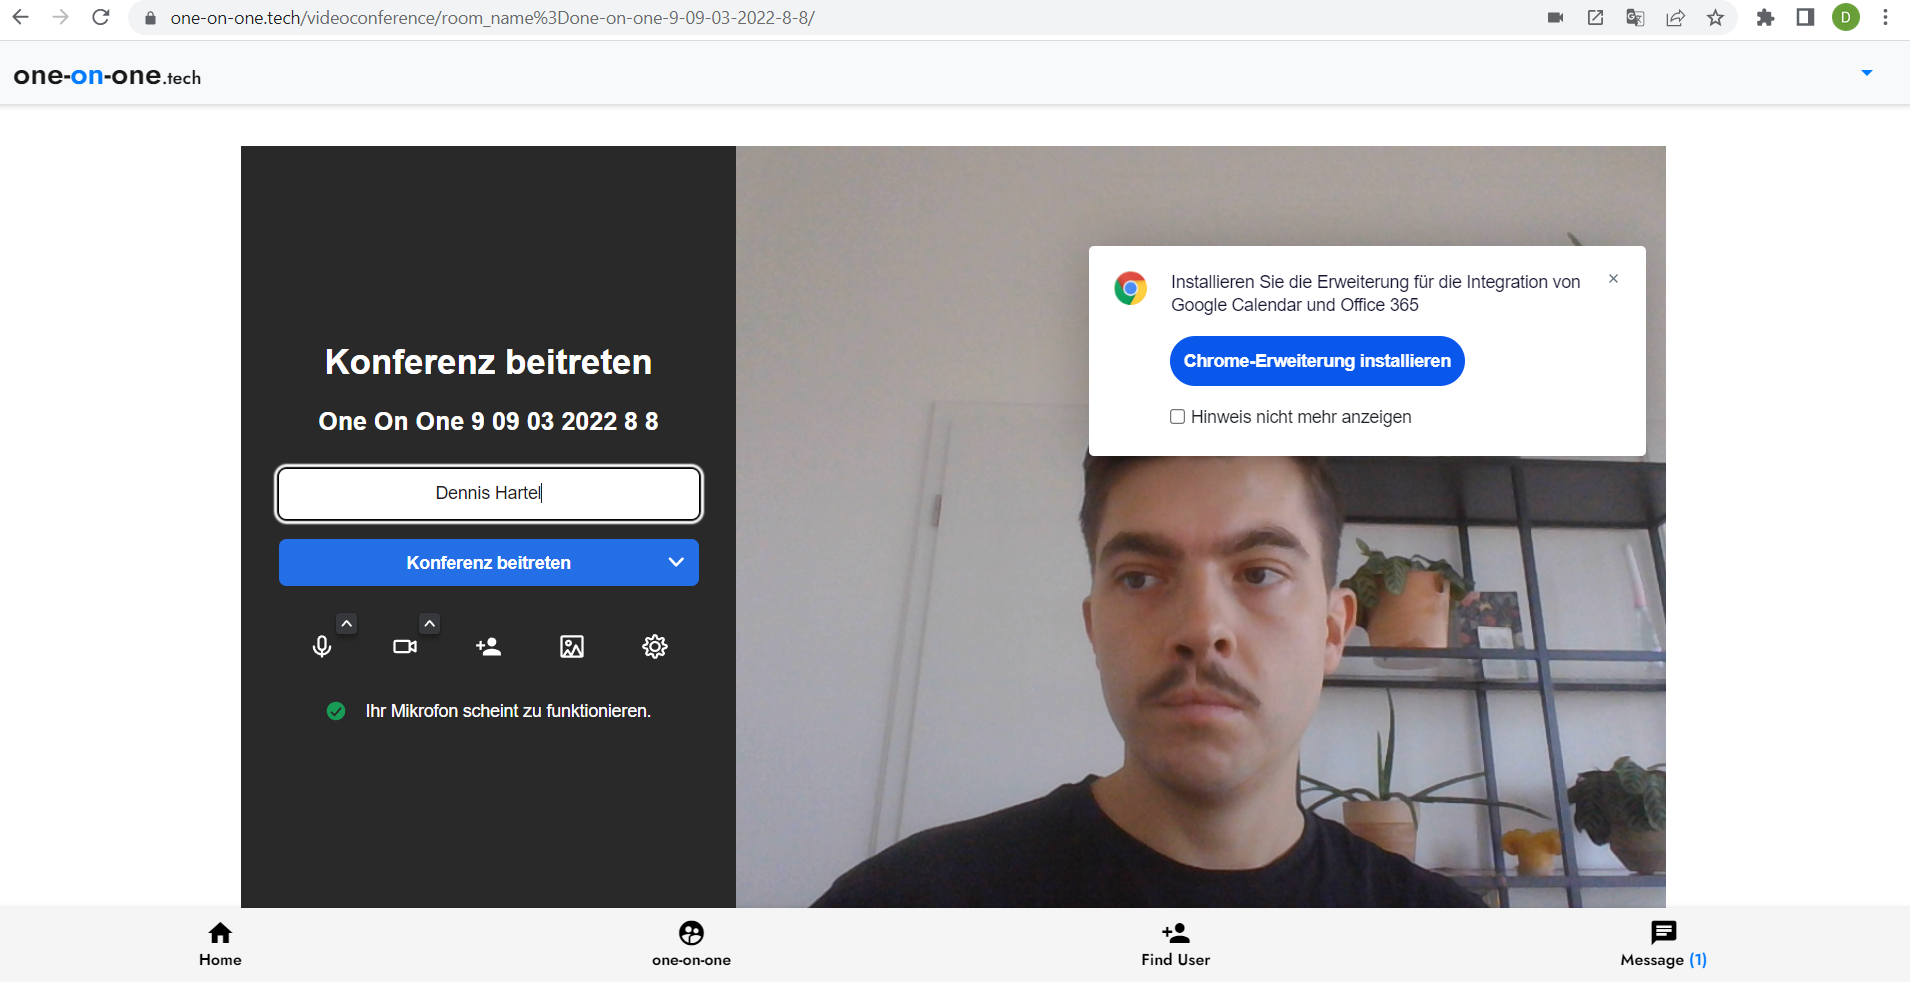 one-on-one.tech/videoconference/room_name%3Done-on-one-9-09-03-2022-8-8/
D
one-on-one.tech
Installieren Sie die Erweiterung für die Integration von
Google Calendar und Office 365
Chrome-Erweiterung installieren
Hinweis nicht mehr anzeigen
Konferenz beitreten
One On One 9 09 03 2022 8 8
Dennis Hartel
Konferenz beitreten
Ihr Mikrofon scheint zu funktionieren.
Home
one-on-one
Find User
Message (1)